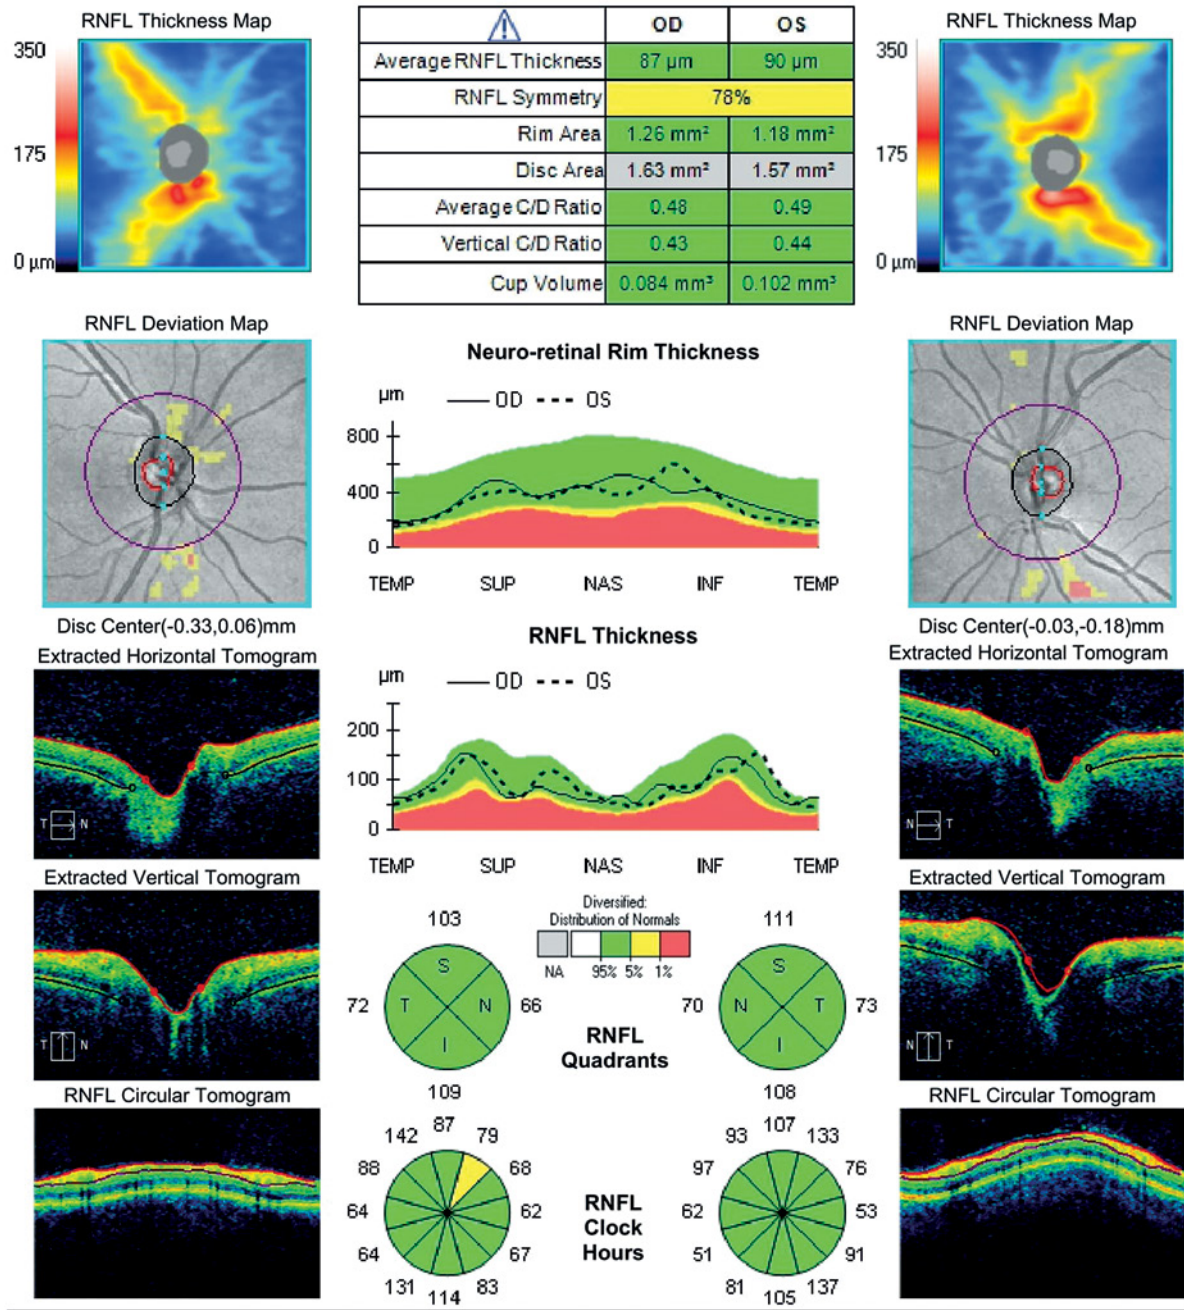 RNFL Thickness Map
350
175
0 μm
OD OS
Average RNFL Thickness 87 μm 90 μm
RNFL Symmetry 78%
Rim Area 1.26 mm² 1.18 mm²
Disc Area 1.63 mm² 1.57 mm²
Average C/D Ratio 0.48 0.49
Vertical C/D Ratio 0.43 0.44
Cup Volume 0.084 mm³ 0.102 mm³
RNFL Thickness Map
350
175
0 μm
RNFL Deviation Map
Disc Center(-0.33,0.06)mm
Neuro-retinal Rim Thickness
μm
OD OS
800
400
0
TEMP SUP NAS INF TEMP
RNFL Deviation Map
Disc Center(-0.03,-0.18)mm
Extracted Horizontal Tomogram
T N
RNFL Thickness
μm
OD OS
200
100
0
TEMP SUP NAS INF TEMP
Extracted Horizontal Tomogram
N T
Extracted Vertical Tomogram
T N
Diversified:
Distribution of Normals
NA 95% 5% 1%
103
S
72 T N 66
I
109
RNFL
Quadrants
111
S
70 N T 73
I
108
Extracted Vertical Tomogram
N T
RNFL Circular Tomogram
87
142 79
88 68
64 62
64 67
131 83
114
RNFL
Clock
Hours
107
93 133
97 76
62 53
51 91
81 137
105
RNFL Circular Tomogram